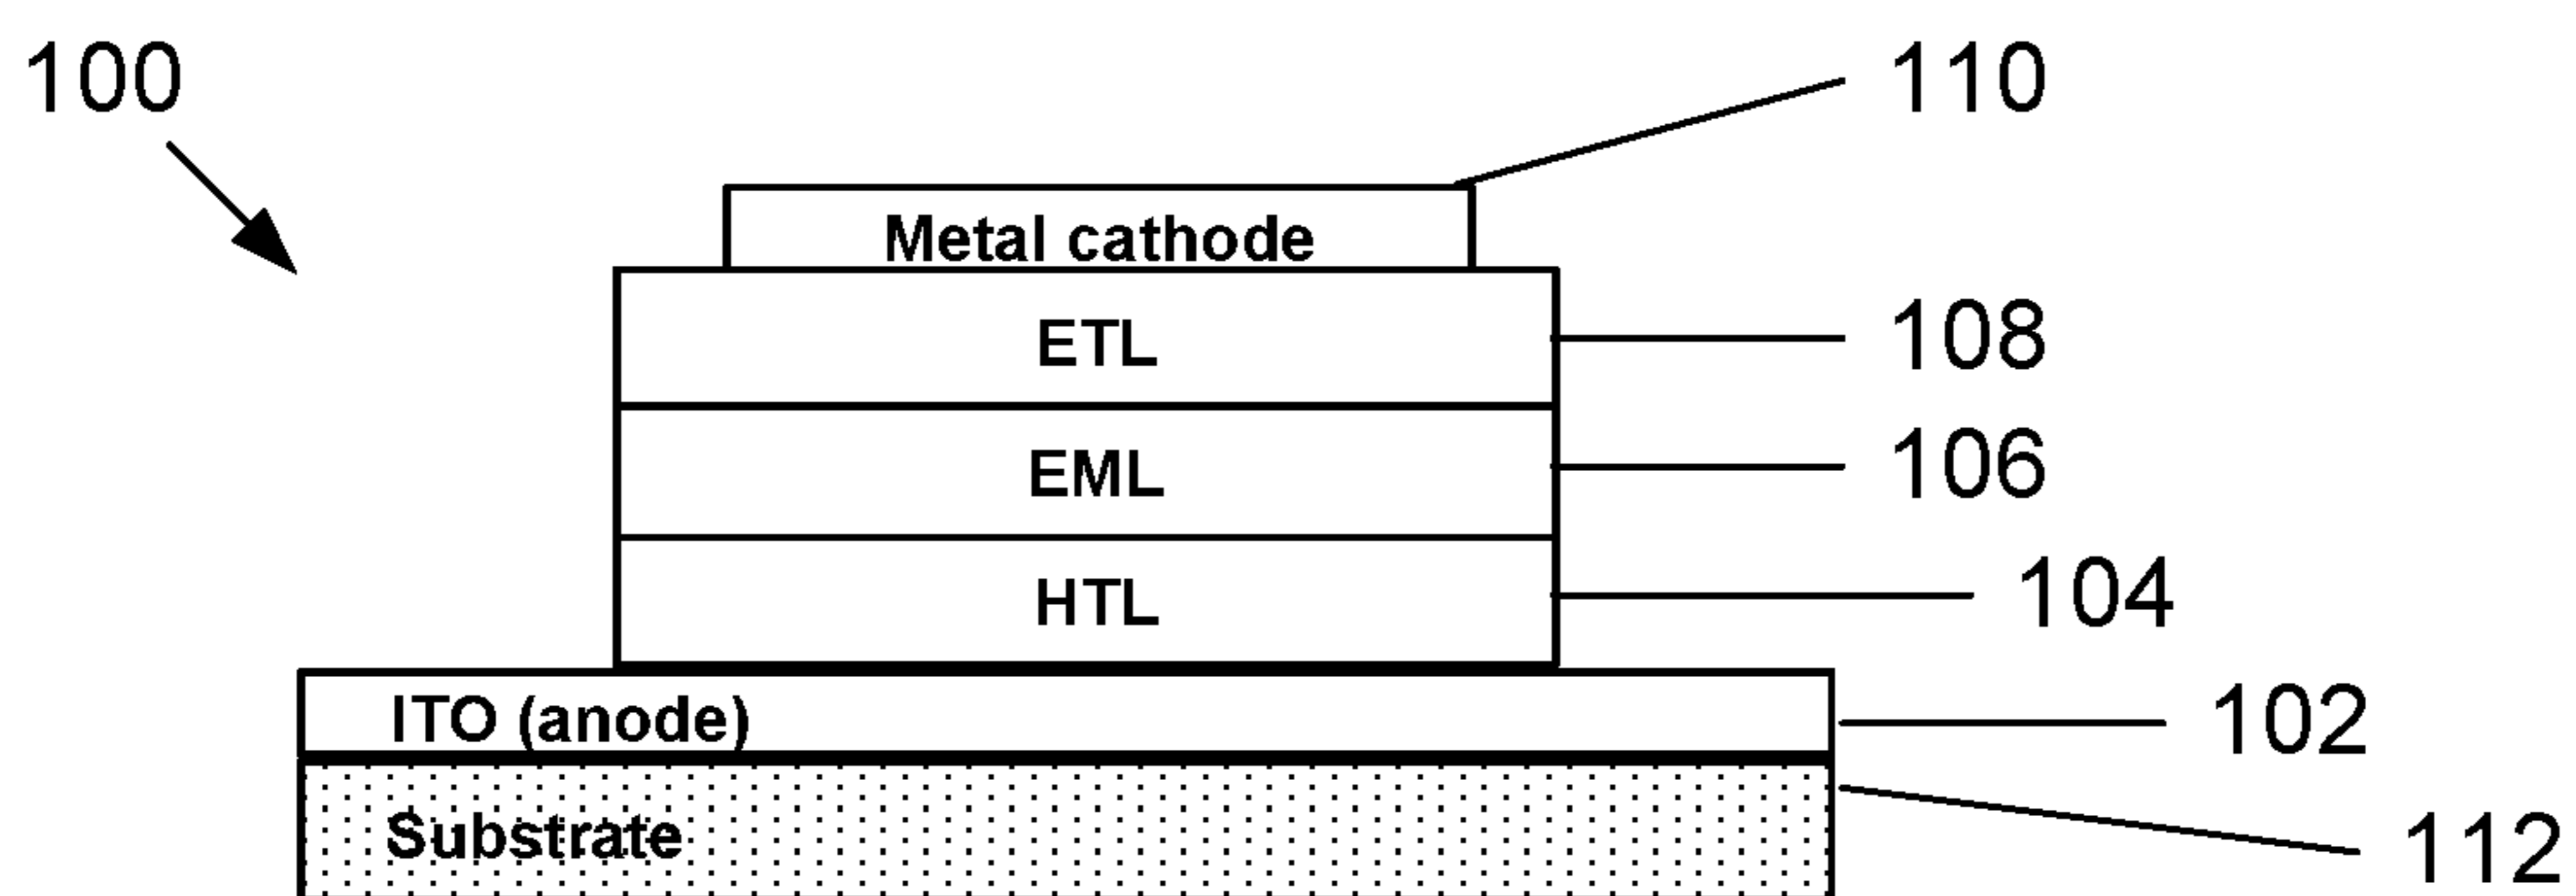 100
110
Metal cathode
ETL
108
EML
106
HTL
104
ITO (anode)
102
Substrate
112